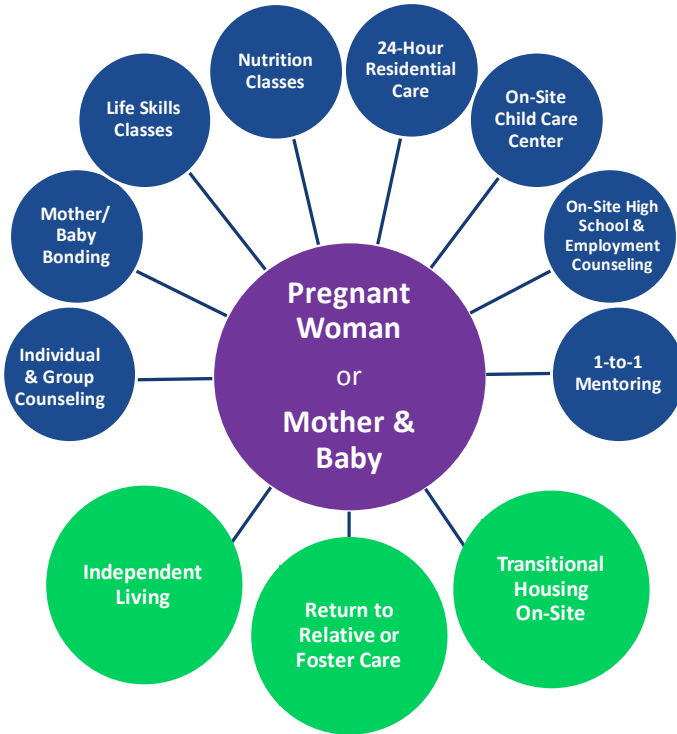 Nutrition
Classes
24-Hour
Residential
Care
Life Skills
Classes
On-Site
Child Care
Center
Mother/
Baby
Bonding
On-Site High
School &
Employment
Counseling
Individual
& Group
Counseling
1-to-1
Mentoring
Pregnant
Woman
or
Mother &
Baby
Independent
Living
Return to
Relative or
Foster Care
Transitional
Housing
On-Site